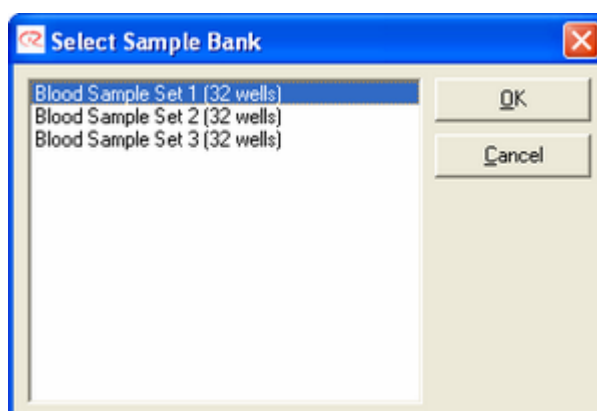 Select Sample Bank
Blood Sample Set 1 (32 wells)
Blood Sample Set 2 (32 wells)
Blood Sample Set 3 (32 wells)
OK
Cancel